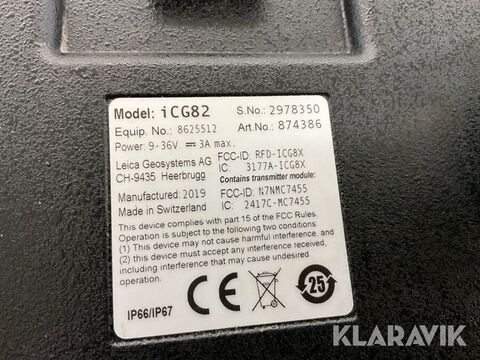 Model: iCG82 S.No.: 2978350
Equip. No.: 8625512 Art.No.: 874386
Power: 9-36V ⎓ 3A max.
Leica Geosystems AG FCC-ID: RFD-ICG8X
CH-9435 Heerbrugg IC: 3177A-ICG8X
Contains transmitter module:
Manufactured: 2019 FCC-ID: N7NMC7455
Made in Switzerland IC: 2417C-MC7455
This device complies with part 15 of the FCC Rules.
Operation is subject to the following two conditions:
(1) This device may not cause harmful interference, and
(2) this device must accept any interference received,
including interference that may cause undesired operation.
IP66/IP67 CE 25
KLARAVIK